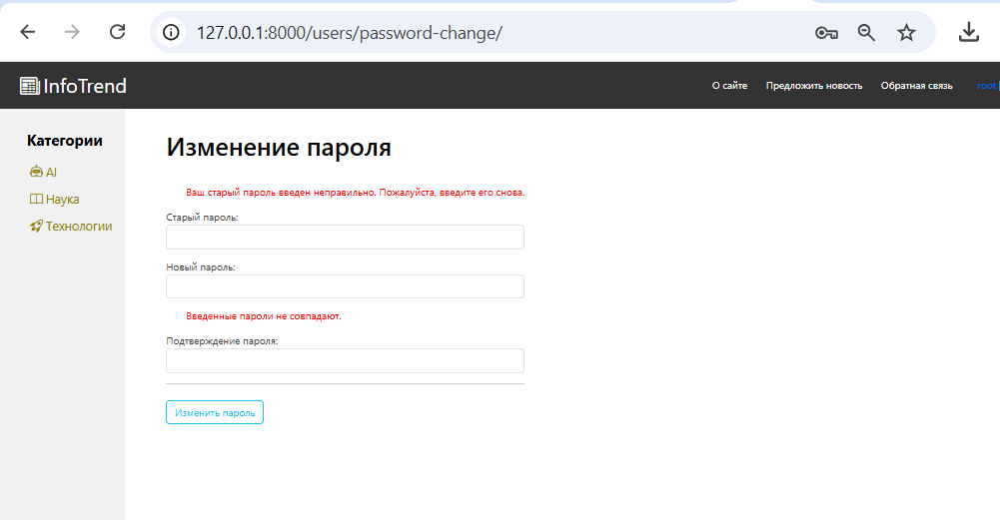 127.0.0.1:8000/users/password-change/
InfoTrend
О сайте Предложить новость Обратная связь root |
Категории
AI
Наука
Технологии
Изменение пароля
Ваш старый пароль введен неправильно. Пожалуйста, введите его снова.
Старый пароль:
Новый пароль:
Введенные пароли не совпадают.
Подтверждение пароля:
Изменить пароль